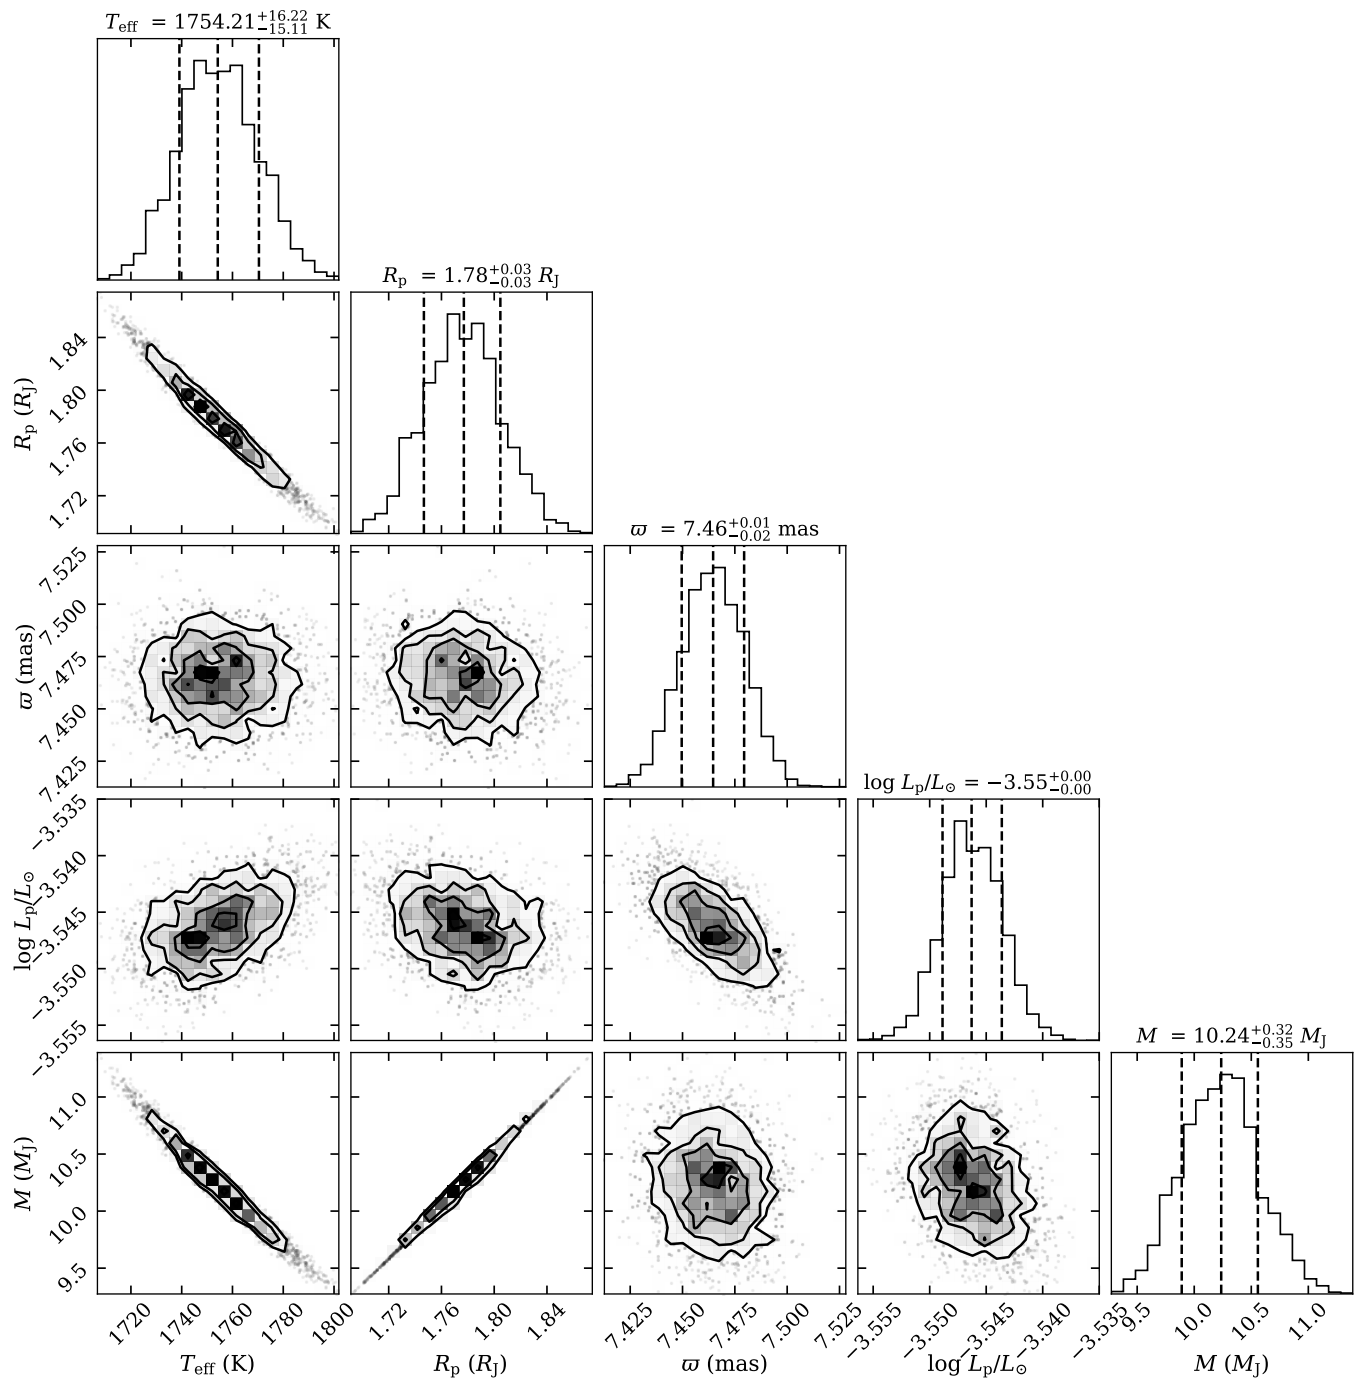 T_eff = 1754.21 +16.22 −15.11 K
R_p = 1.78 +0.03 −0.03 R_J
1.84
1.80
1.76
1.72
R_p (R_J)
ϖ = 7.46 +0.01 −0.02 mas
7.525
7.500
7.475
7.450
7.425
ϖ (mas)
log L_p/L_⊙ = −3.55 +0.00 −0.00
−3.535
−3.540
−3.545
−3.550
−3.555
log L_p/L_⊙
M = 10.24 +0.32 −0.35 M_J
11.0
10.5
10.0
9.5
M (M_J)
1720 1740 1760 1780 1800
T_eff (K)
1.72 1.76 1.80 1.84
R_p (R_J)
7.425 7.450 7.475 7.500 7.525
ϖ (mas)
−3.555 −3.550 −3.545 −3.540 −3.535
log L_p/L_⊙
9.5 10.0 10.5 11.0
M (M_J)